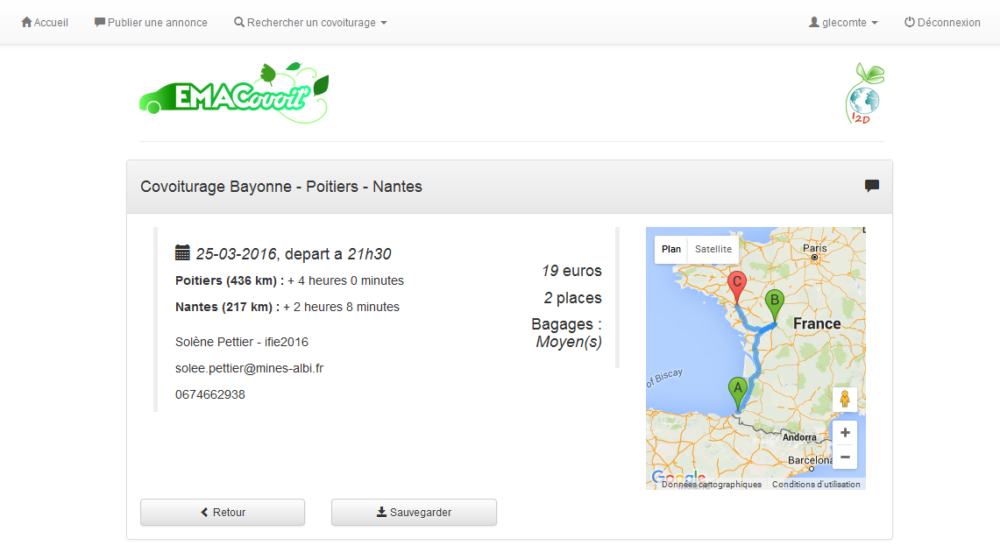 Accueil
Publier une annonce
Rechercher un covoiturage
glecomte
Déconnexion
EMACovoit'
I2D
Covoiturage Bayonne - Poitiers - Nantes
25-03-2016, depart a 21h30
Poitiers (436 km) : + 4 heures 0 minutes
Nantes (217 km) : + 2 heures 8 minutes
Solène Pettier - ifie2016
solee.pettier@mines-albi.fr
0674662938
19 euros
2 places
Bagages :
Moyen(s)
Plan
Satellite
Paris
C
B
France
of Biscay
A
Andorra
Barcelona
+
−
Google
Données cartographiques
Conditions d'utilisation
Retour
Sauvegarder